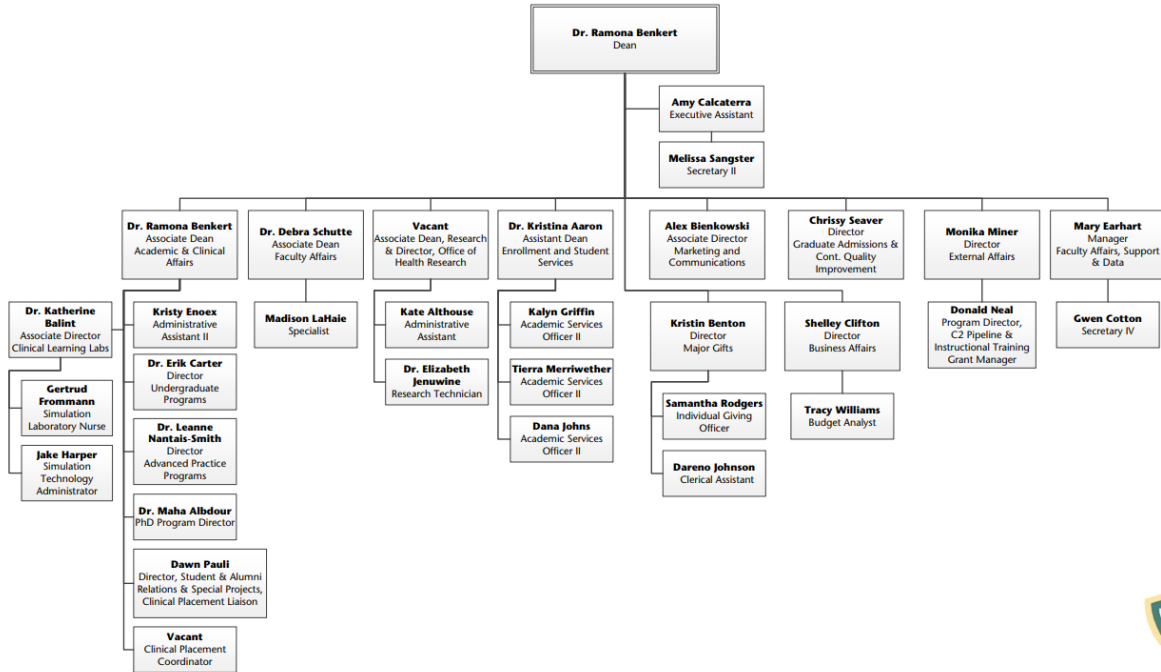 Dr. Ramona Benkert
Dean
Amy Calcaterra
Executive Assistant
Melissa Sangster
Secretary II
Dr. Ramona Benkert
Associate Dean
Academic & Clinical
Affairs
Dr. Debra Schutte
Associate Dean
Faculty Affairs
Vacant
Associate Dean, Research
& Director, Office of
Health Research
Dr. Kristina Aaron
Assistant Dean
Enrollment and Student
Services
Alex Bienkowski
Associate Director
Marketing and
Communications
Chrissy Seaver
Director
Graduate Admissions &
Cont. Quality
Improvement
Monika Miner
Director
External Affairs
Mary Earhart
Manager
Faculty Affairs, Support
& Data
Dr. Katherine
Balint
Associate Director
Clinical Learning Labs
Gertrud
Frommann
Simulation
Laboratory Nurse
Jake Harper
Simulation
Technology
Administrator
Kristy Enoex
Administrative
Assistant II
Dr. Erik Carter
Director
Undergraduate
Programs
Dr. Leanne
Nantais-Smith
Director
Advanced Practice
Programs
Dr. Maha Albdour
PhD Program Director
Dawn Pauli
Director, Student & Alumni
Relations & Special Projects,
Clinical Placement Liaison
Vacant
Clinical Placement
Coordinator
Madison LaHaie
Specialist
Kate Althouse
Administrative
Assistant
Dr. Elizabeth
Jenuwine
Research Technician
Kalyn Griffin
Academic Services
Officer II
Tierra Merriwether
Academic Services
Officer II
Dana Johns
Academic Services
Officer II
Kristin Benton
Director
Major Gifts
Samantha Rodgers
Individual Giving
Officer
Dareno Johnson
Clerical Assistant
Shelley Clifton
Director
Business Affairs
Tracy Williams
Budget Analyst
Donald Neal
Program Director,
C2 Pipeline &
Instructional Training
Grant Manager
Gwen Cotton
Secretary IV